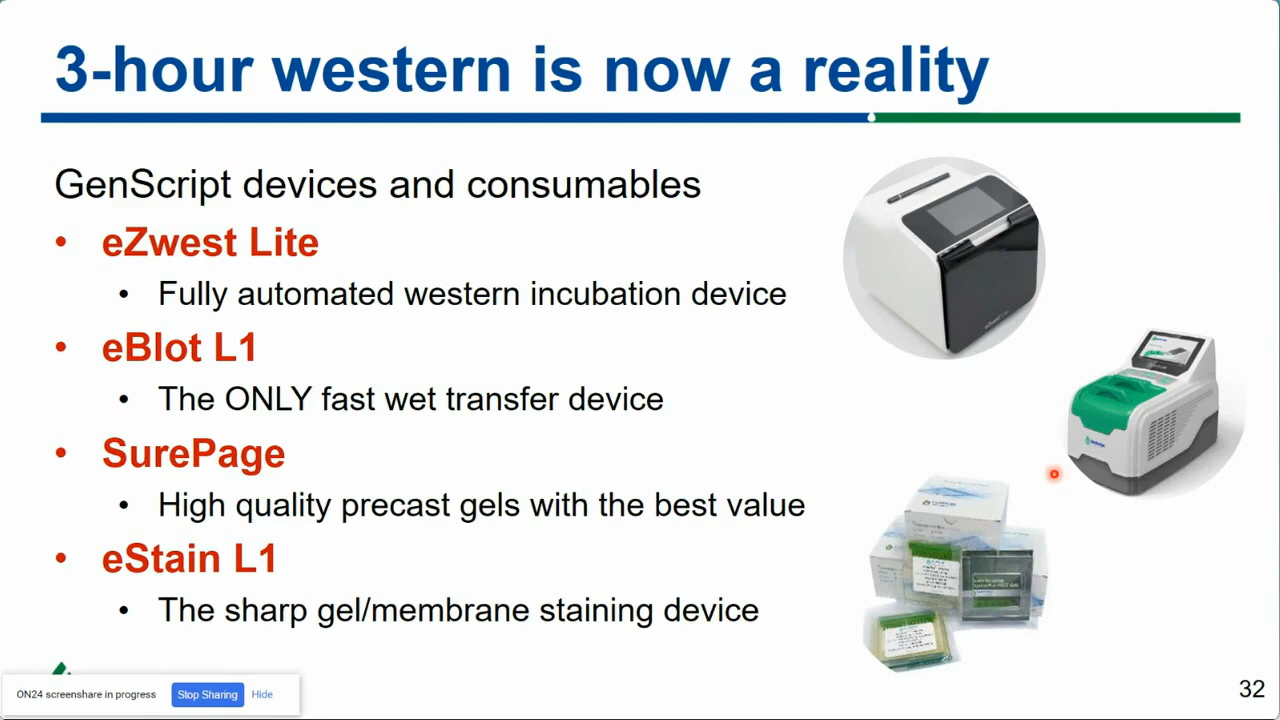 3-hour western is now a reality
GenScript devices and consumables
• eZwest Lite
• Fully automated western incubation device
• eBlot L1
• The ONLY fast wet transfer device
• SurePage
• High quality precast gels with the best value
• eStain L1
• The sharp gel/membrane staining device
ON24 screenshare in progress
Stop Sharing
Hide
32